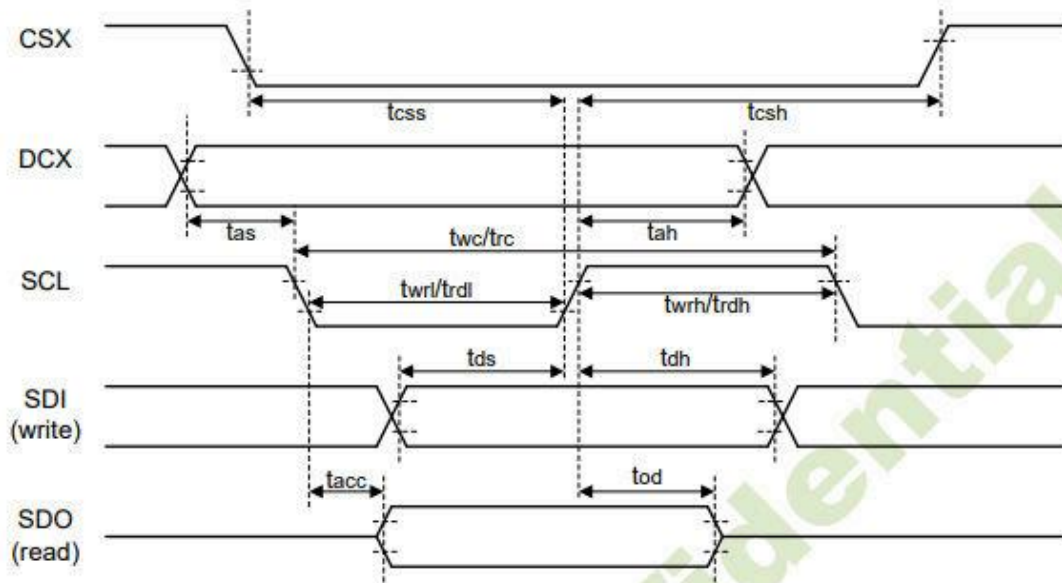 CSX
tcss
tcsh
DCX
tas
twc/trc
tah
SCL
twrl/trdl
twrh/trdh
tds
tdh
SDI
(write)
tacc
tod
SDO
(read)